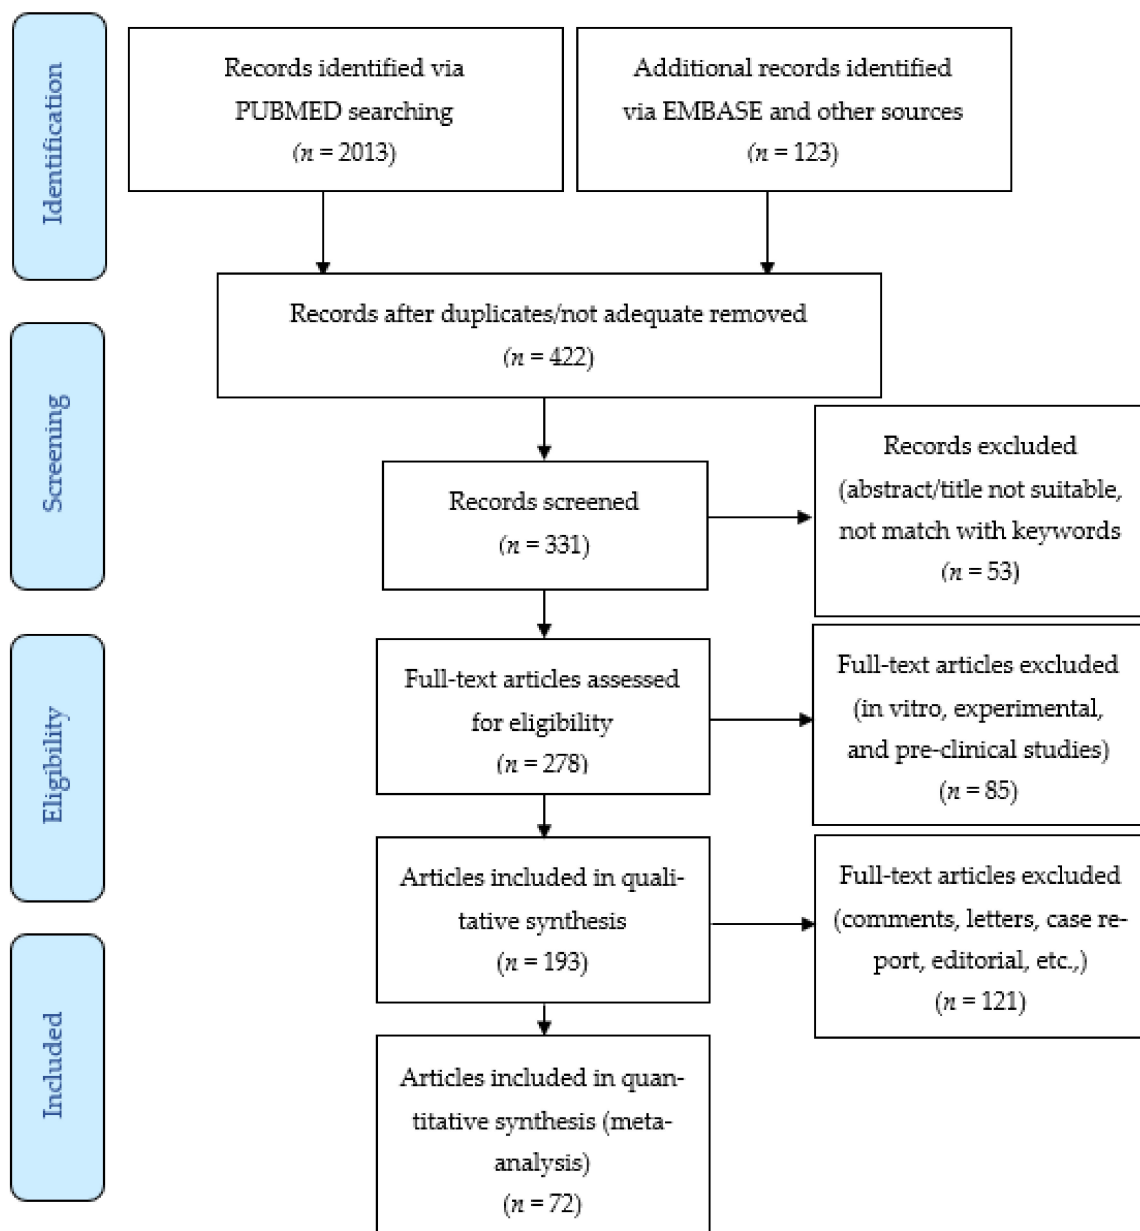 Identification
Records identified via
PUBMED searching
(n = 2013)
Additional records identified
via EMBASE and other sources
(n = 123)
Records after duplicates/not adequate removed
(n = 422)
Screening
Records screened
(n = 331)
Records excluded
(abstract/title not suitable,
not match with keywords
(n = 53)
Eligibility
Full-text articles assessed
for eligibility
(n = 278)
Full-text articles excluded
(in vitro, experimental,
and pre-clinical studies)
(n = 85)
Articles included in quali-
tative synthesis
(n = 193)
Full-text articles excluded
(comments, letters, case re-
port, editorial, etc.,)
(n = 121)
Included
Articles included in quan-
titative synthesis (meta-
analysis)
(n = 72)